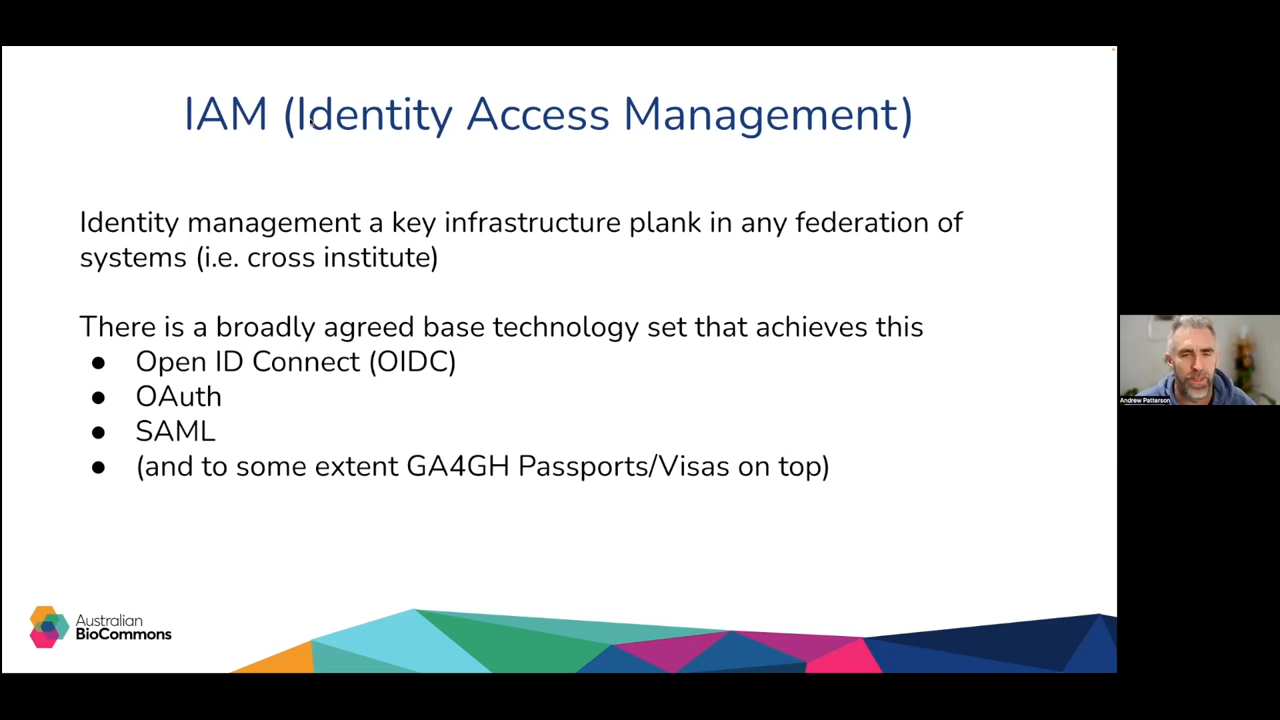 IAM (Identity Access Management)
Identity management a key infrastructure plank in any federation of
systems (i.e. cross institute)
There is a broadly agreed base technology set that achieves this
● Open ID Connect (OIDC)
● OAuth
● SAML
● (and to some extent GA4GH Passports/Visas on top)
Andrew Patterson
Australian
BioCommons